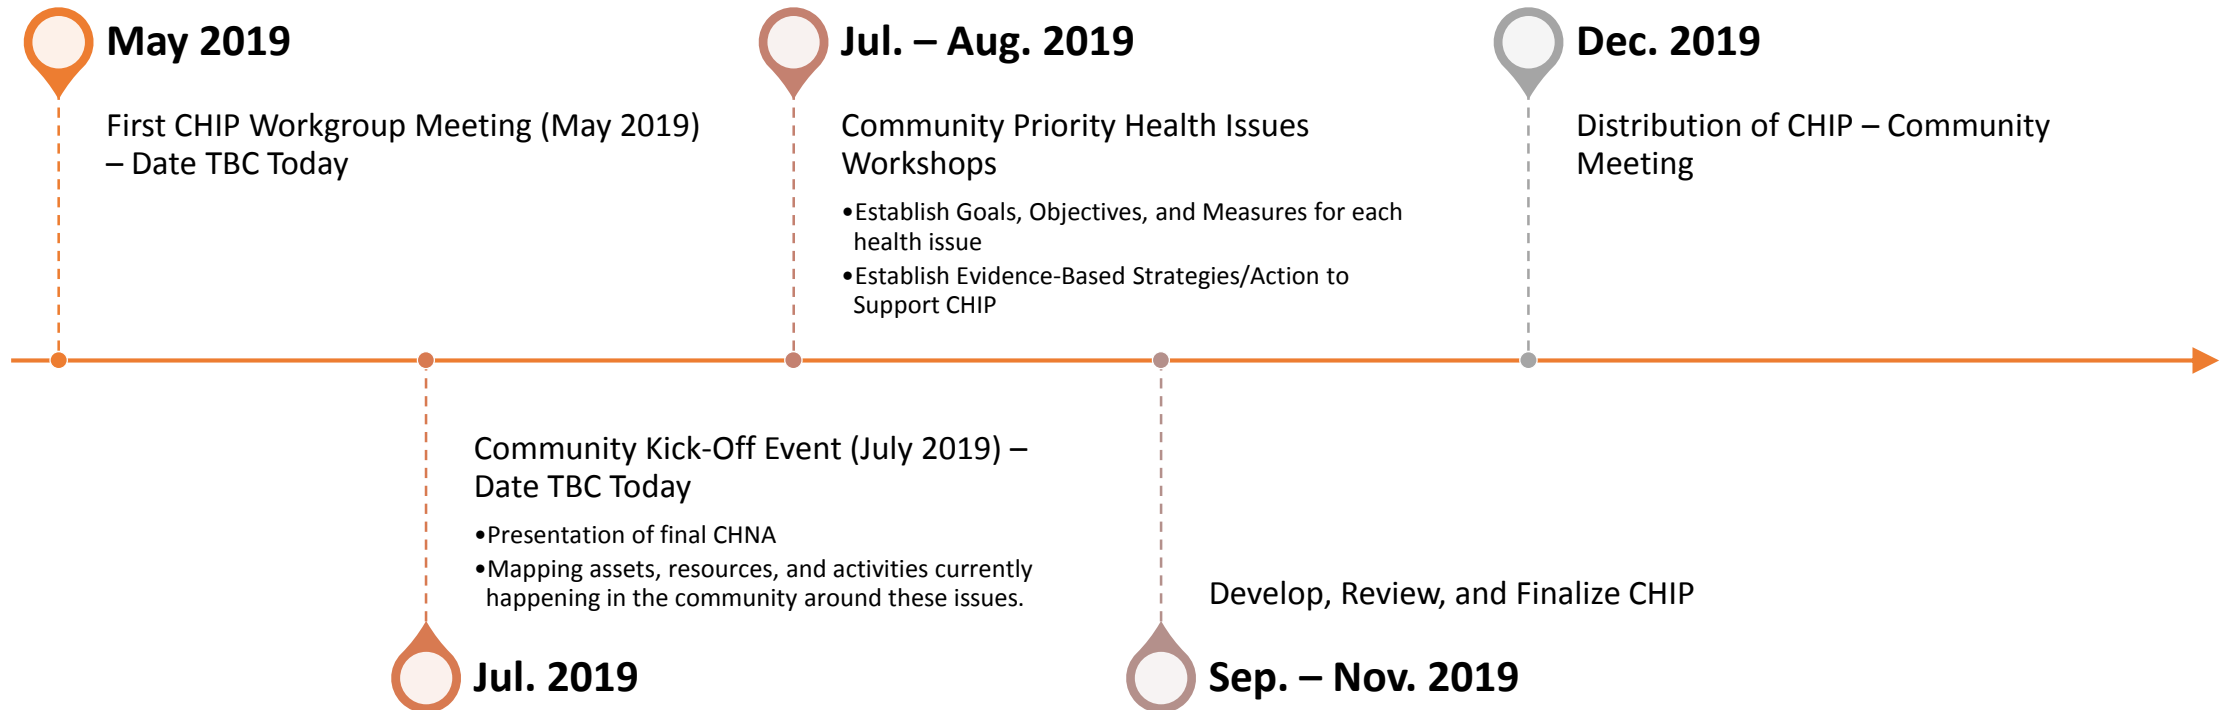 May 2019
First CHIP Workgroup Meeting (May 2019)
– Date TBC Today
Jul. – Aug. 2019
Community Priority Health Issues
Workshops
•Establish Goals, Objectives, and Measures for each
health issue
•Establish Evidence-Based Strategies/Action to
Support CHIP
Dec. 2019
Distribution of CHIP – Community
Meeting
Community Kick-Off Event (July 2019) –
Date TBC Today
•Presentation of final CHNA
•Mapping assets, resources, and activities currently
happening in the community around these issues.
Jul. 2019
Develop, Review, and Finalize CHIP
Sep. – Nov. 2019